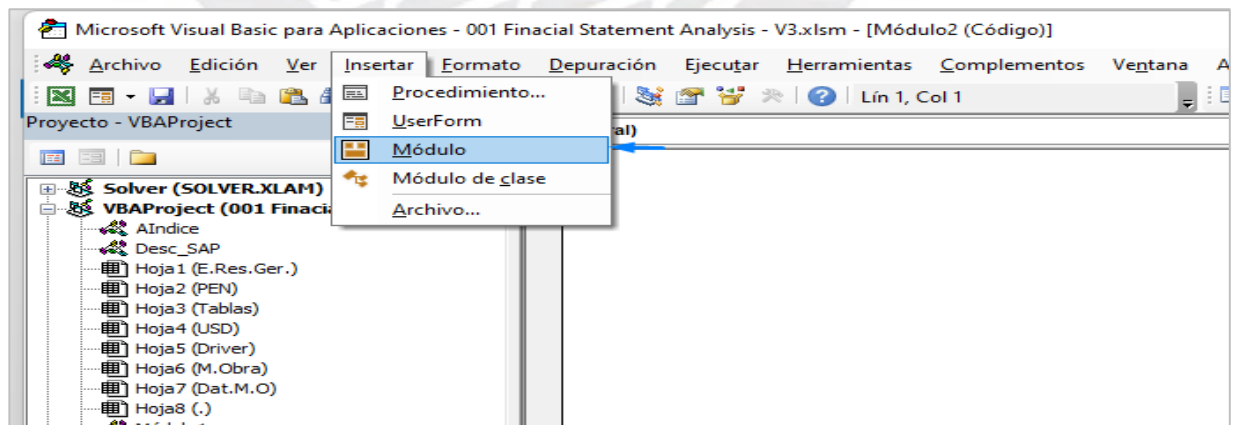 Microsoft Visual Basic para Aplicaciones - 001 Finacial Statement Analysis - V3.xlsm - [Módulo2 (Código)]
Archivo Edición Ver Insertar Formato Depuración Ejecutar Herramientas Complementos Ventana A
Procedimiento... Lín 1, Col 1
Proyecto - VBAProject UserForm al)
Módulo
Módulo de clase
Solver (SOLVER.XLAM)
VBAProject (001 Finacia
Archivo...
AIndice
Desc_SAP
Hoja1 (E.Res.Ger.)
Hoja2 (PEN)
Hoja3 (Tablas)
Hoja4 (USD)
Hoja5 (Driver)
Hoja6 (M.Obra)
Hoja7 (Dat.M.O)
Hoja8 (.)